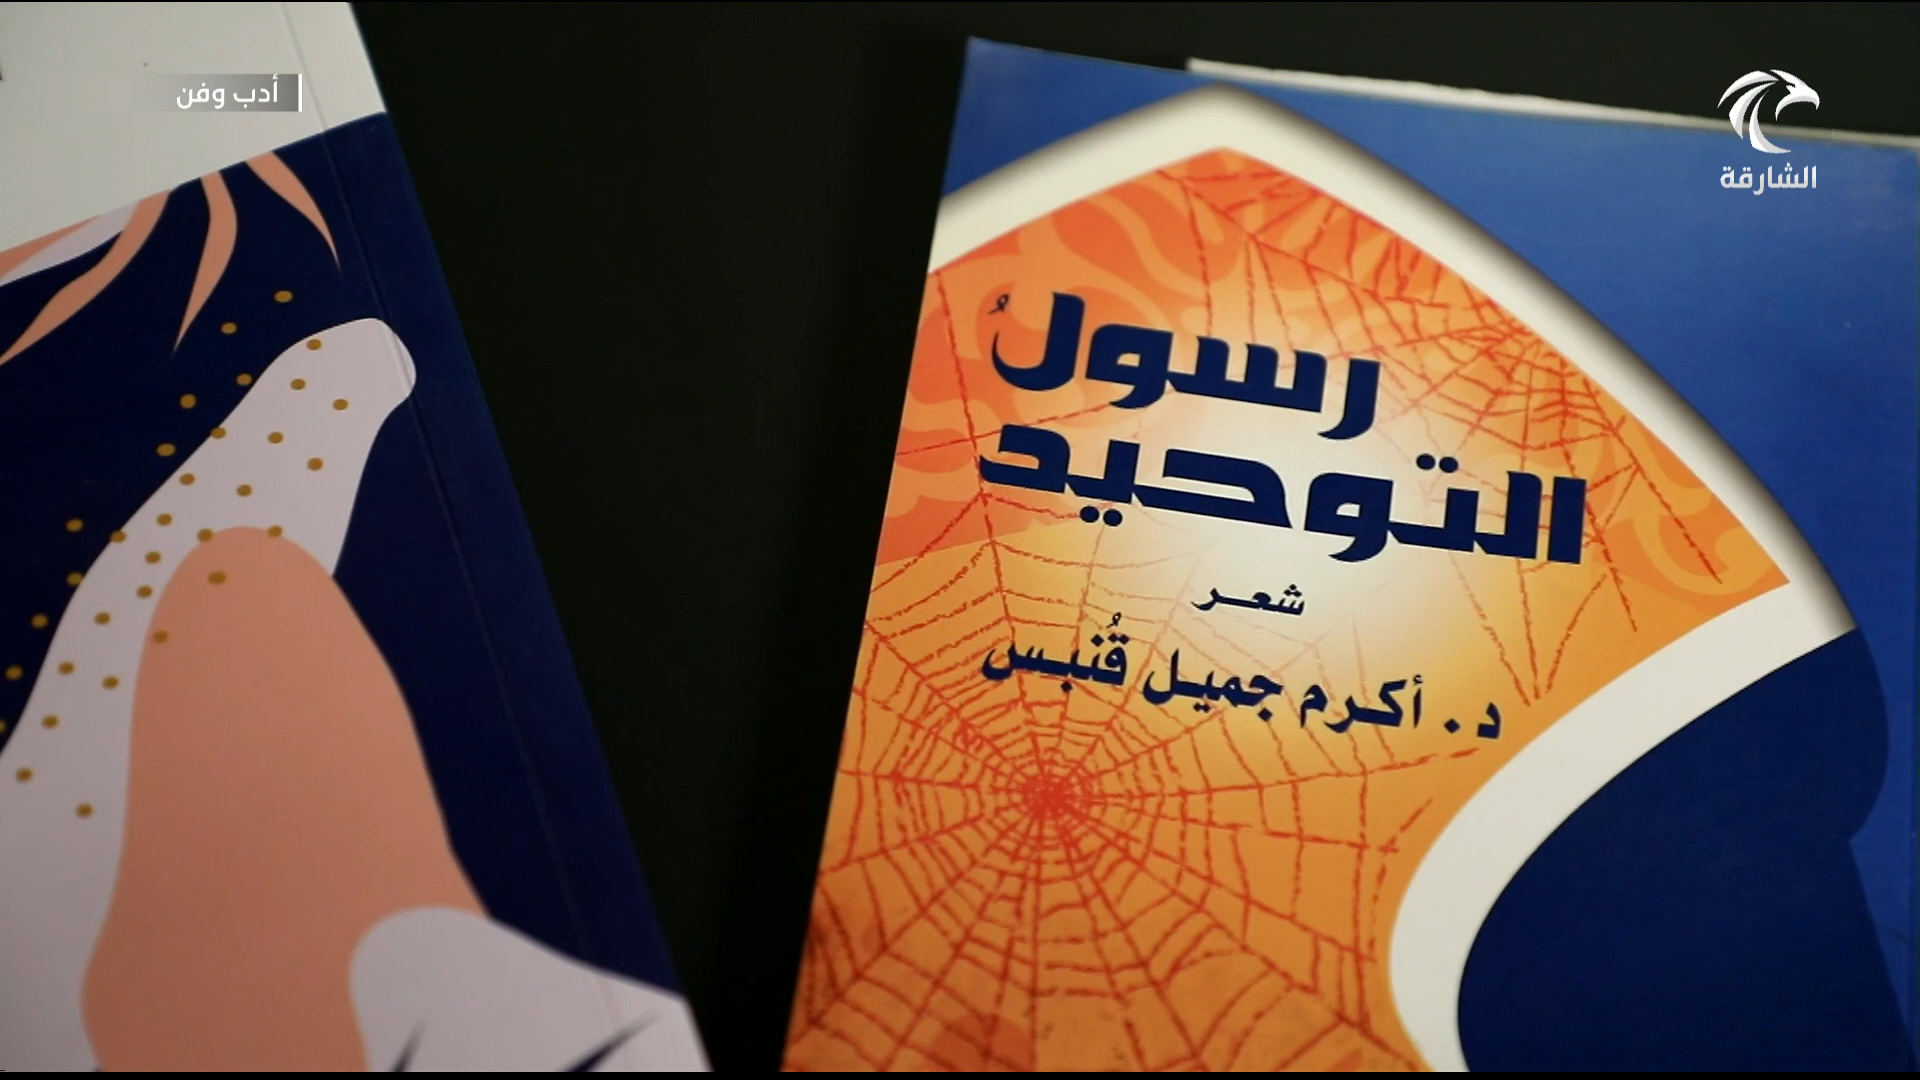 أدب وفن
الشارقة
رسولُ
التوحيد
شعر
د. أكرم جميل قُنبس